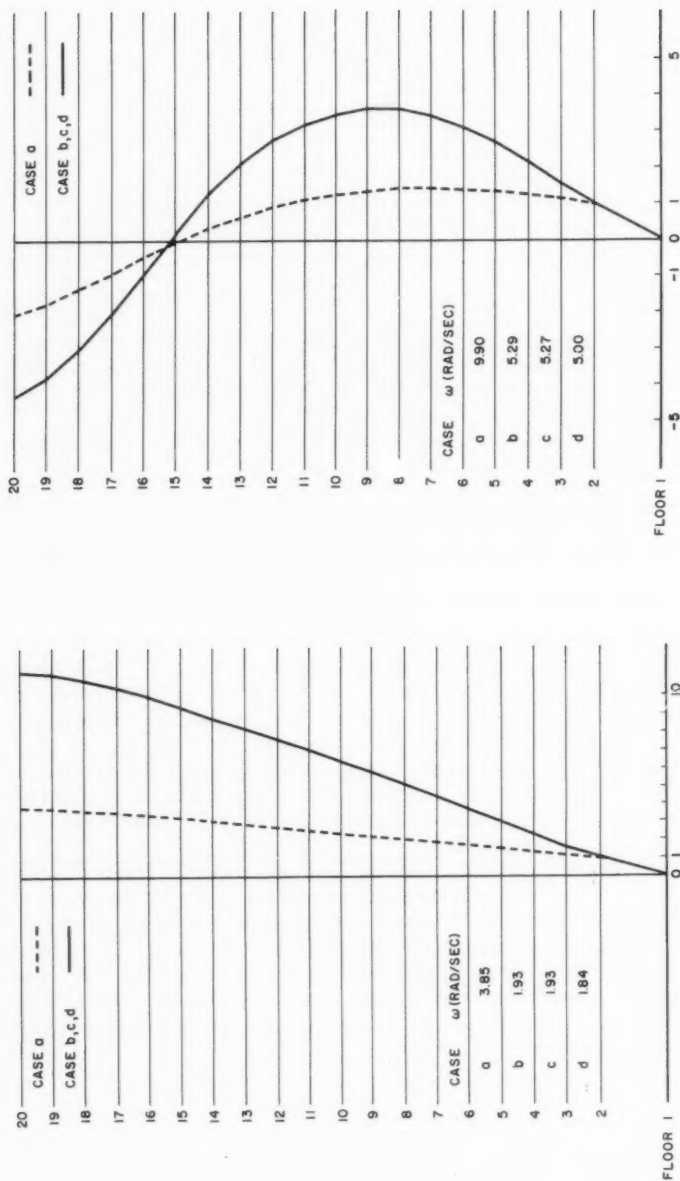 CASE a
CASE b,c,d
20
19
18
17
16
15
14
13
12
11
10
9
8
7
6
5
4
3
2
FLOOR 1
CASE ω (RAD/SEC)
a 3.85
b 1.93
c 1.93
d 1.84
0 1 10
CASE a
CASE b,c,d
20
19
18
17
16
15
14
13
12
11
10
9
8
7
6
5
4
3
2
FLOOR 1
CASE ω (RAD/SEC)
a 9.90
b 5.29
c 5.27
d 5.00
-5 -1 0 1 5